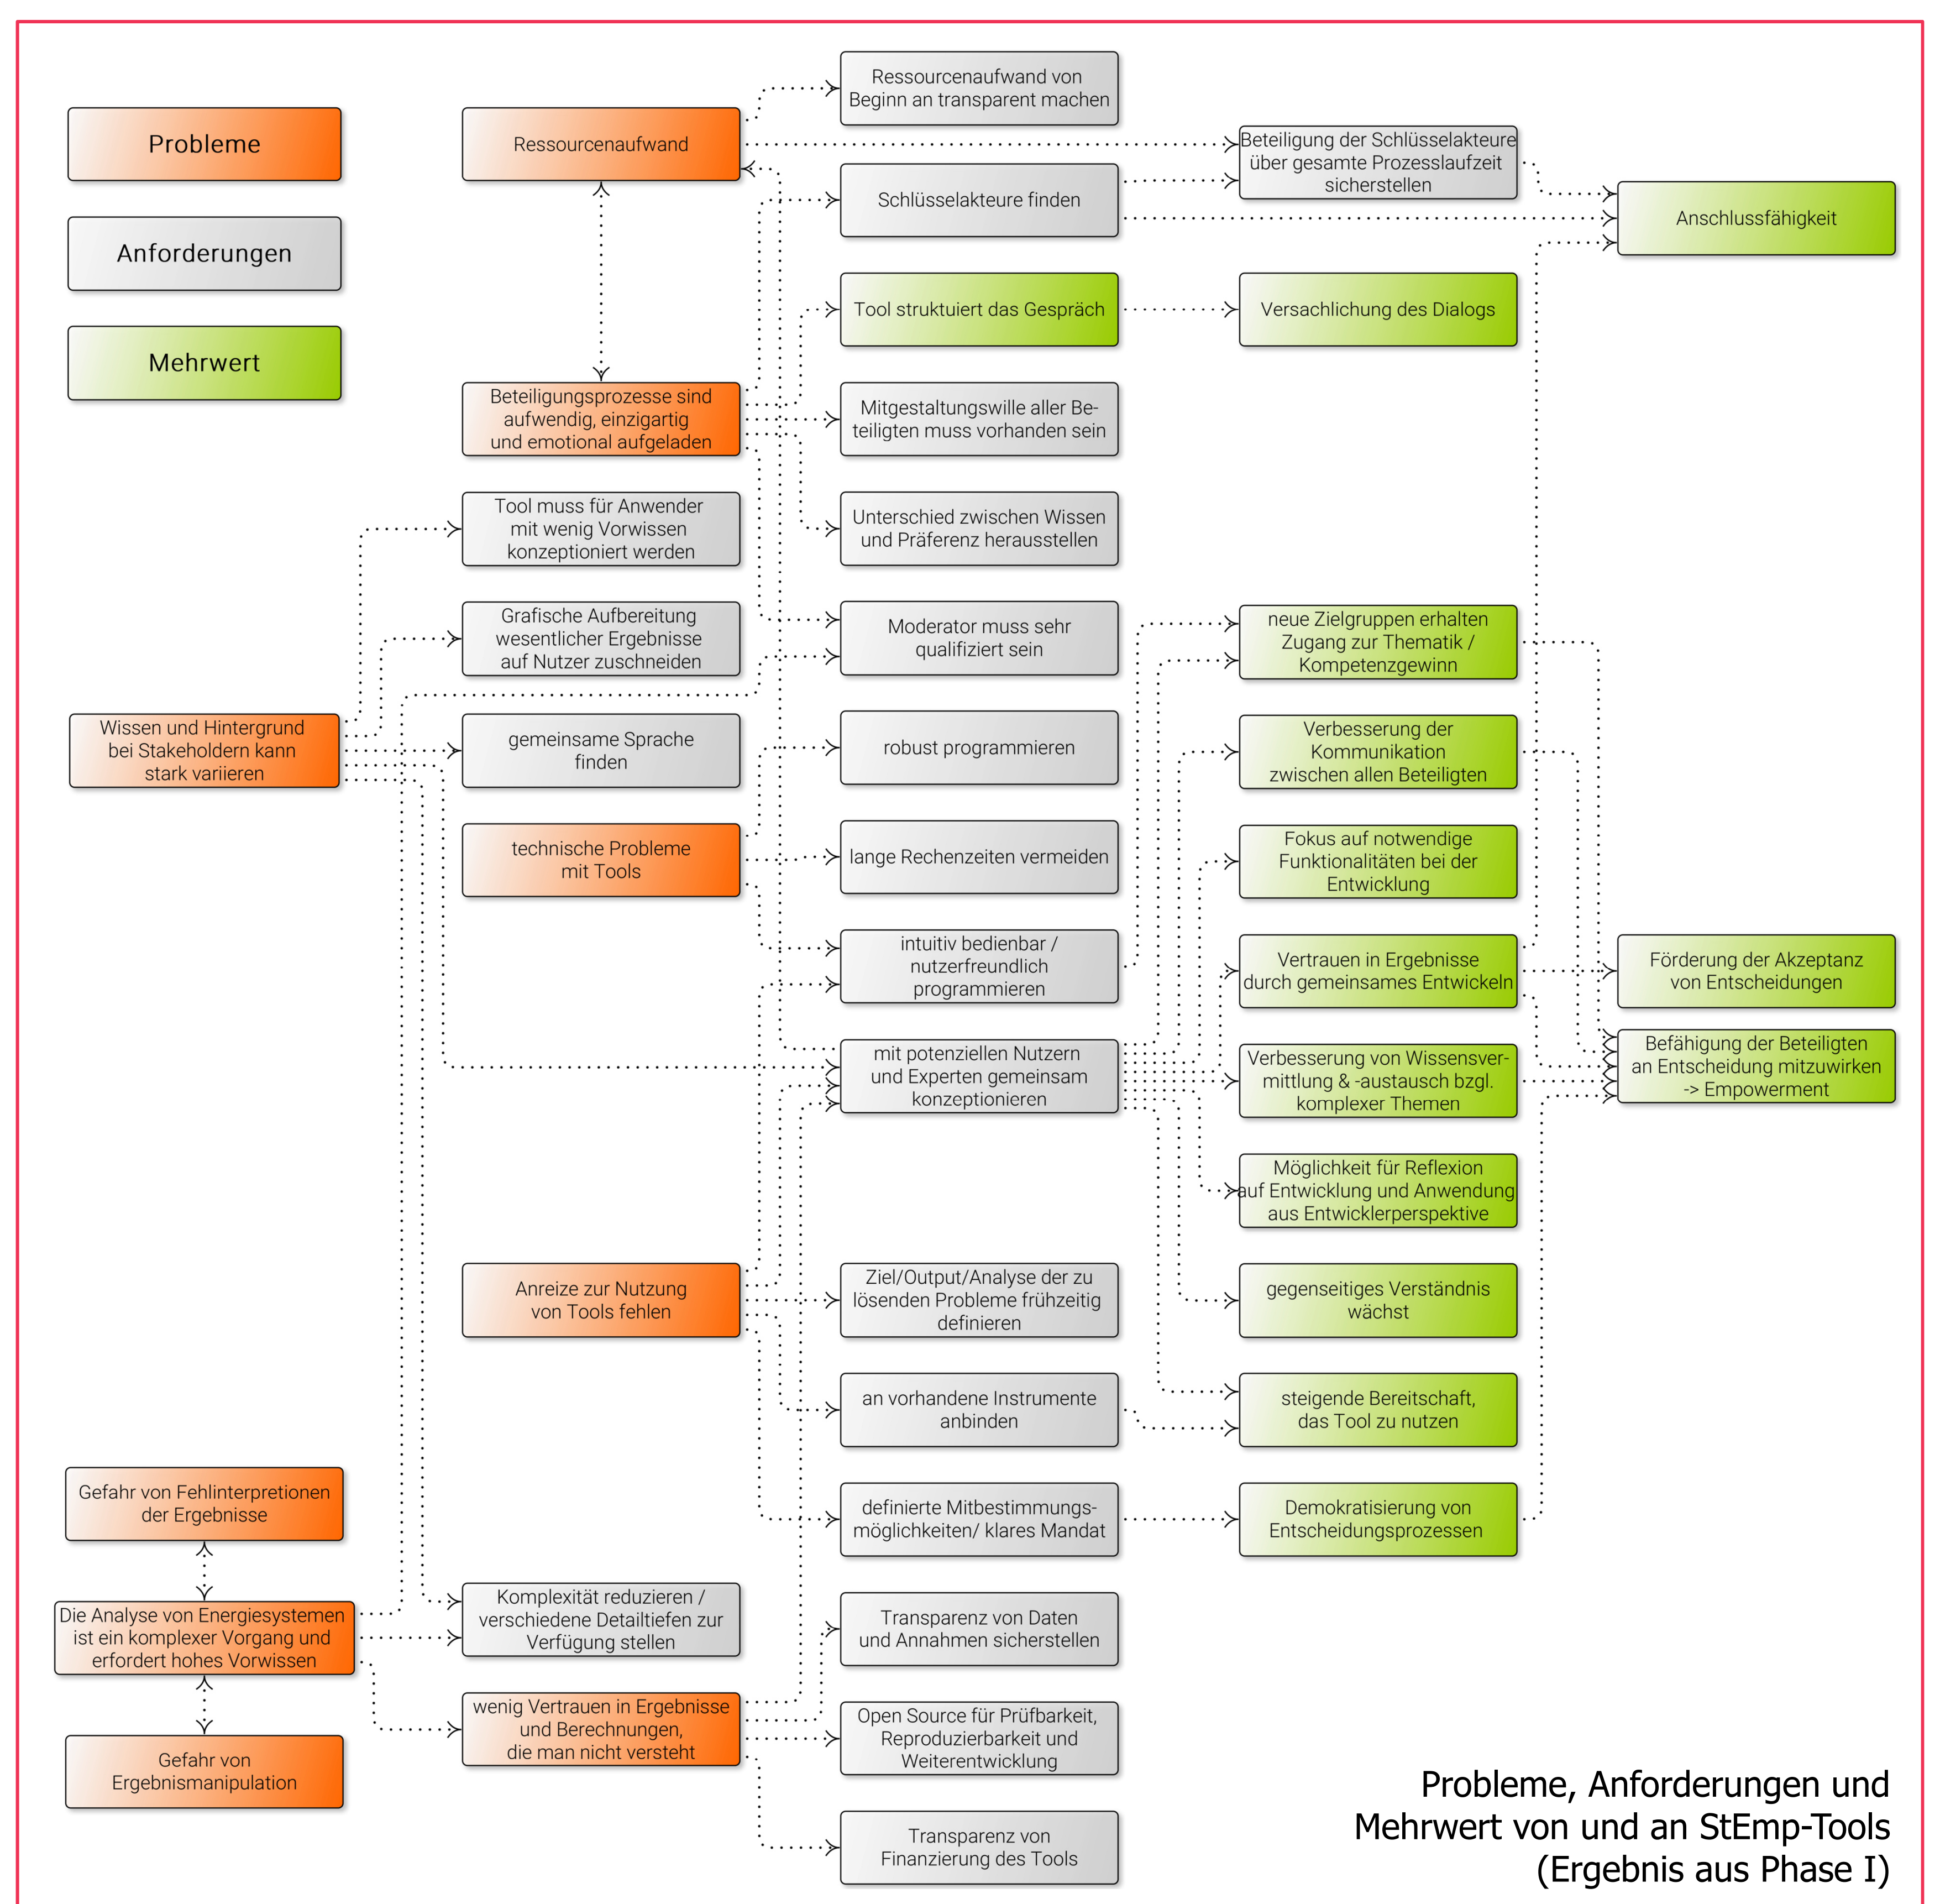 Probleme
Anforderungen
Mehrwert
Wissen und Hintergrund
bei Stakeholdern kann
stark variieren
Gefahr von Fehlinterpretionen
der Ergebnisse
Die Analyse von Energiesystemen
ist ein komplexer Vorgang und
erfordert hohes Vorwissen
Gefahr von
Ergebnismanipulation
Ressourcenaufwand
Beteiligungsprozesse sind
aufwendig, einzigartig
und emotional aufgeladen
Tool muss für Anwender
mit wenig Vorwissen
konzeptioniert werden
Grafische Aufbereitung
wesentlicher Ergebnisse
auf Nutzer zuschneiden
gemeinsame Sprache
finden
technische Probleme
mit Tools
Anreize zur Nutzung
von Tools fehlen
Komplexität reduzieren /
verschiedene Detailtiefen zur
Verfügung stellen
wenig Vertrauen in Ergebnisse
und Berechnungen,
die man nicht versteht
Ressourcenaufwand von
Beginn an transparent machen
Schlüsselakteure finden
Tool struktuiert das Gespräch
Mitgestaltungswille aller Be-
teiligten muss vorhanden sein
Unterschied zwischen Wissen
und Präferenz herausstellen
Moderator muss sehr
qualifiziert sein
robust programmieren
lange Rechenzeiten vermeiden
intuitiv bedienbar /
nutzerfreundlich
programmieren
mit potenziellen Nutzern
und Experten gemeinsam
konzeptionieren
Ziel/Output/Analyse der zu
lösenden Probleme frühzeitig
definieren
an vorhandene Instrumente
anbinden
definierte Mitbestimmungs-
möglichkeiten/ klares Mandat
Transparenz von Daten
und Annahmen sicherstellen
Open Source für Prüfbarkeit,
Reproduzierbarkeit und
Weiterentwicklung
Transparenz von
Finanzierung des Tools
Beteiligung der Schlüsselakteure
über gesamte Prozesslaufzeit
sicherstellen
Versachlichung des Dialogs
neue Zielgruppen erhalten
Zugang zur Thematik /
Kompetenzgewinn
Verbesserung der
Kommunikation
zwischen allen Beteiligten
Fokus auf notwendige
Funktionalitäten bei der
Entwicklung
Vertrauen in Ergebnisse
durch gemeinsames Entwickeln
Verbesserung von Wissensver-
mittlung & -austausch bzgl.
komplexer Themen
Möglichkeit für Reflexion
auf Entwicklung und Anwendung
aus Entwicklerperspektive
gegenseitiges Verständnis
wächst
steigende Bereitschaft,
das Tool zu nutzen
Demokratisierung von
Entscheidungsprozessen
Anschlussfähigkeit
Förderung der Akzeptanz
von Entscheidungen
Befähigung der Beteiligten
an Entscheidung mitzuwirken
-> Empowerment
Probleme, Anforderungen und
Mehrwert von und an StEmp-Tools
(Ergebnis aus Phase I)